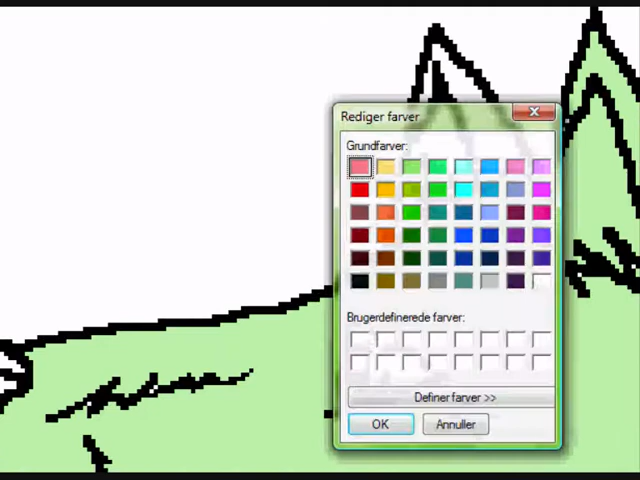 Rediger farver
Grundfarver:
Brugerdefinerede farver:
Definer farver >>
OK
Annuller